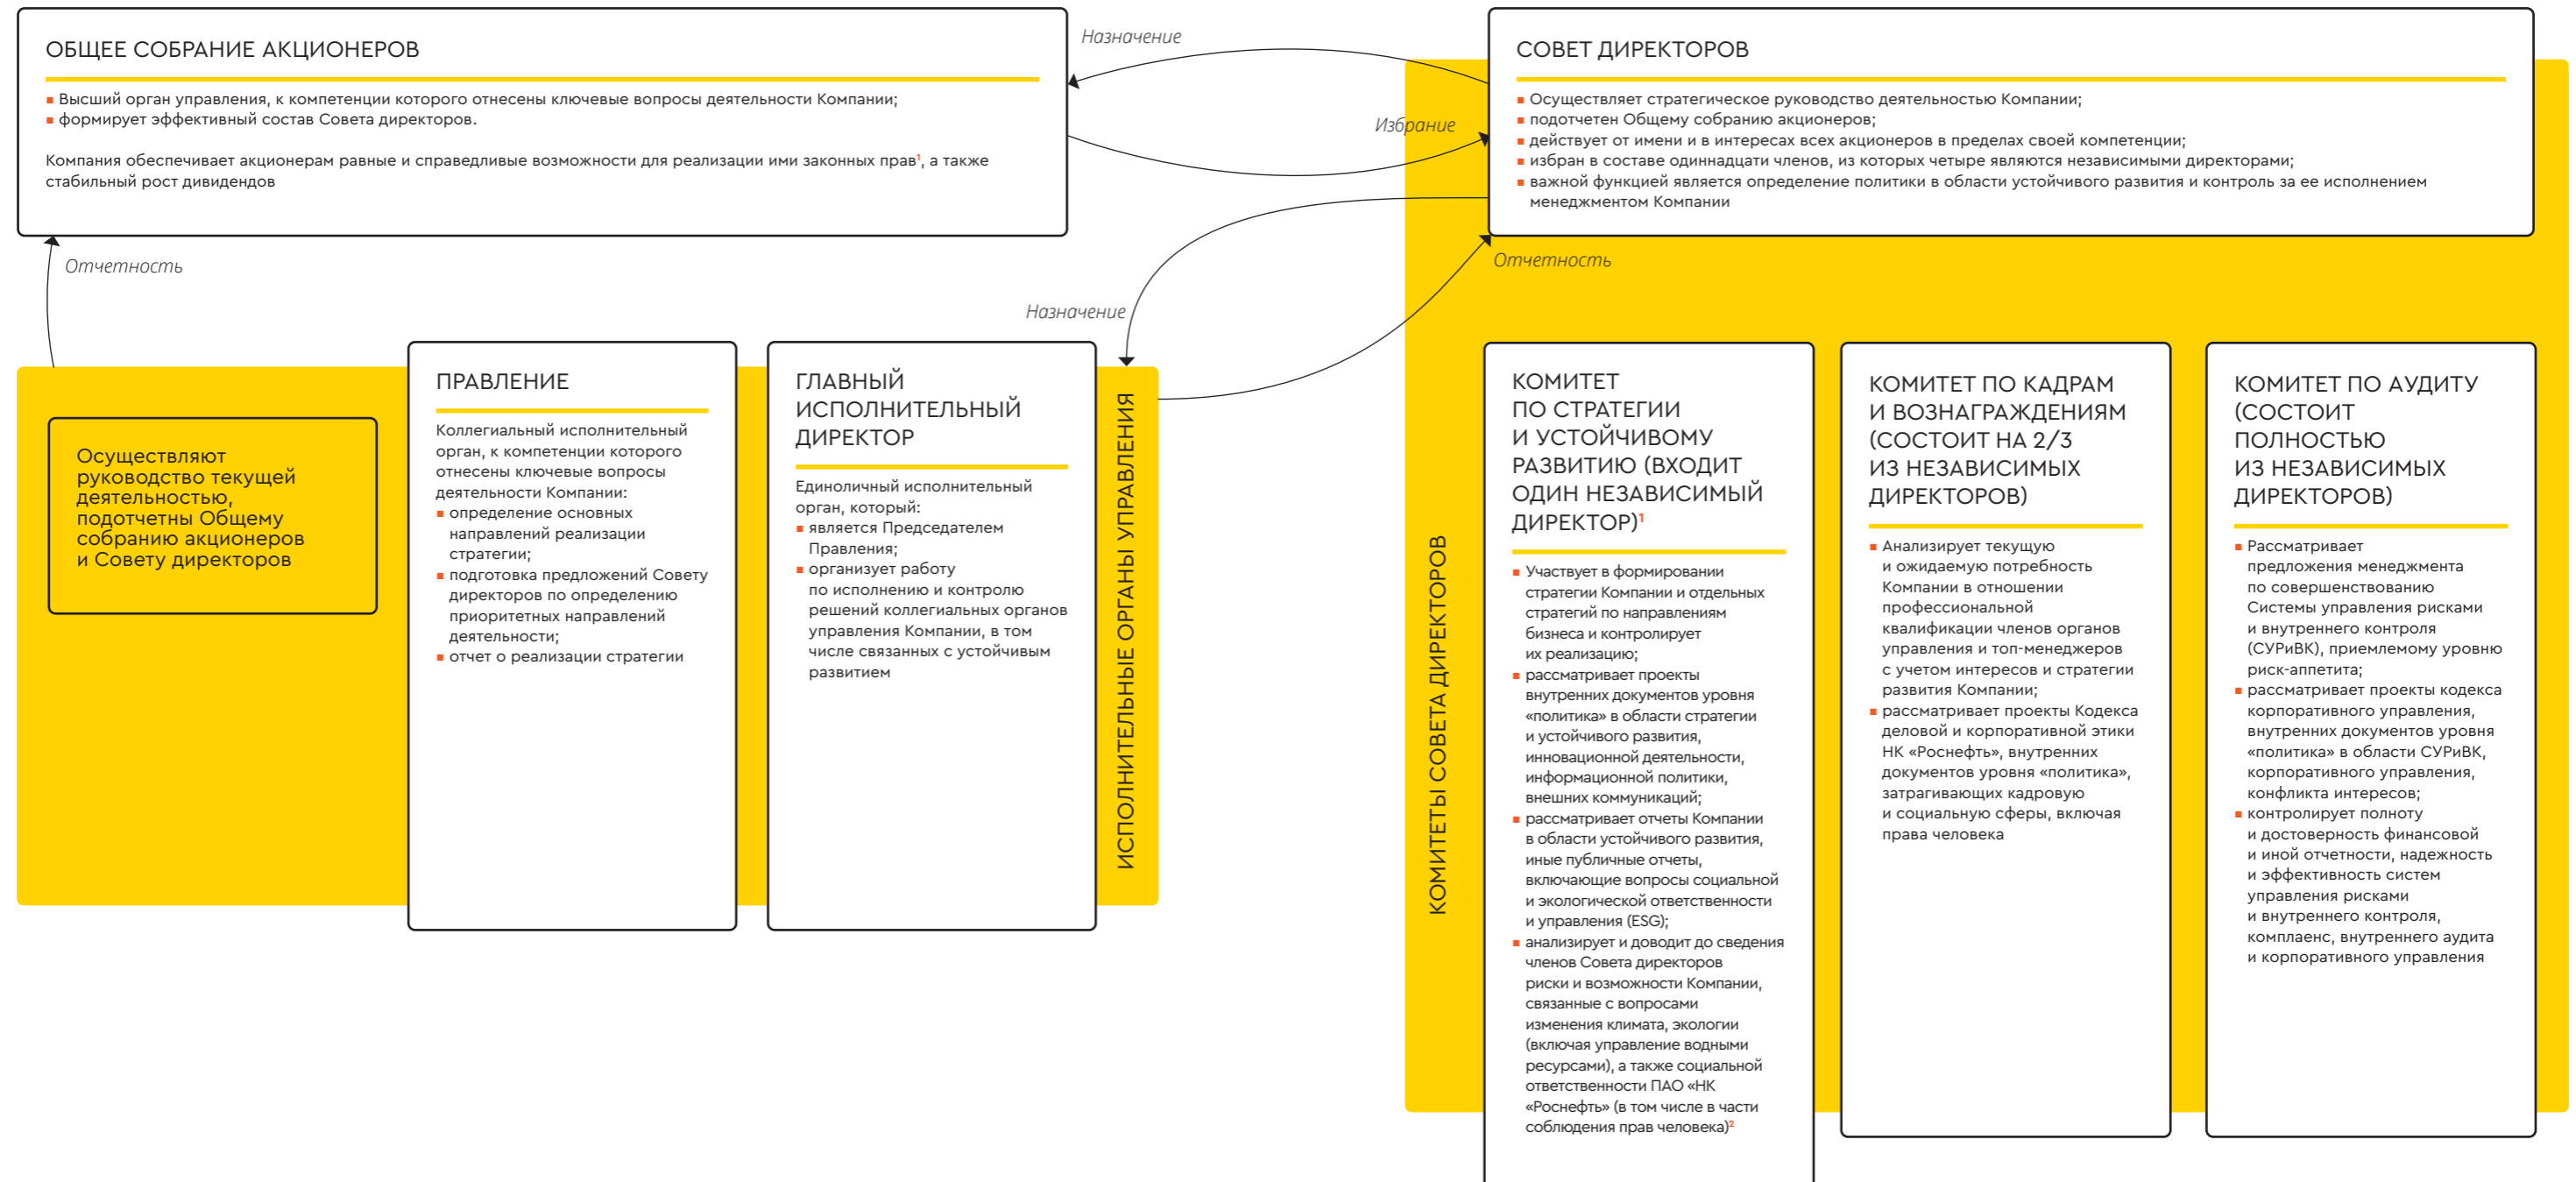 ОБЩЕЕ СОБРАНИЕ АКЦИОНЕРОВ
Высший орган управления, к компетенции которого отнесены ключевые вопросы деятельности Компании;
формирует эффективный состав Совета директоров.
Компания обеспечивает акционерам равные и справедливые возможности для реализации ими законных прав¹, а также
стабильный рост дивидендов
Назначение
Избрание
СОВЕТ ДИРЕКТОРОВ
Осуществляет стратегическое руководство деятельностью Компании;
подотчетен Общему собранию акционеров;
действует от имени и в интересах всех акционеров в пределах своей компетенции;
избран в составе одиннадцати членов, из которых четыре являются независимыми директорами;
важной функцией является определение политики в области устойчивого развития и контроль за ее исполнением
менеджментом Компании
Отчетность
Назначение
Отчетность
Осуществляют
руководство текущей
деятельностью,
подотчетны Общему
собранию акционеров
и Совету директоров
ПРАВЛЕНИЕ
Коллегиальный исполнительный
орган, к компетенции которого
отнесены ключевые вопросы
деятельности Компании:
определение основных
направлений реализации
стратегии;
подготовка предложений Совету
директоров по определению
приоритетных направлений
деятельности;
отчет о реализации стратегии
ГЛАВНЫЙ
ИСПОЛНИТЕЛЬНЫЙ
ДИРЕКТОР
Единоличный исполнительный
орган, который:
является Председателем
Правления;
организует работу
по исполнению и контролю
решений коллегиальных органов
управления Компании, в том
числе связанных с устойчивым
развитием
ИСПОЛНИТЕЛЬНЫЕ ОРГАНЫ УПРАВЛЕНИЯ
КОМИТЕТЫ СОВЕТА ДИРЕКТОРОВ
КОМИТЕТ
ПО СТРАТЕГИИ
И УСТОЙЧИВОМУ
РАЗВИТИЮ (ВХОДИТ
ОДИН НЕЗАВИСИМЫЙ
ДИРЕКТОР)¹
Участвует в формировании
стратегии Компании и отдельных
стратегий по направлениям
бизнеса и контролирует
их реализацию;
рассматривает проекты
внутренних документов уровня
«политика» в области стратегии
и устойчивого развития,
инновационной деятельности,
информационной политики,
внешних коммуникаций;
рассматривает отчеты Компании
в области устойчивого развития,
иные публичные отчеты,
включающие вопросы социальной
и экологической ответственности
и управления (ESG);
анализирует и доводит до сведения
членов Совета директоров
риски и возможности Компании,
связанные с вопросами
изменения климата, экологии
(включая управление водными
ресурсами), а также социальной
ответственности ПАО «НК
«Роснефть» (в том числе в части
соблюдения прав человека)²
КОМИТЕТ ПО КАДРАМ
И ВОЗНАГРАЖДЕНИЯМ
(СОСТОИТ НА 2/3
ИЗ НЕЗАВИСИМЫХ
ДИРЕКТОРОВ)
Анализирует текущую
и ожидаемую потребность
Компании в отношении
профессиональной
квалификации членов органов
управления и топ-менеджеров
с учетом интересов и стратегии
развития Компании;
рассматривает проекты Кодекса
деловой и корпоративной этики
НК «Роснефть», внутренних
документов уровня «политика»,
затрагивающих кадровую
и социальную сферы, включая
права человека
КОМИТЕТ ПО АУДИТУ
(СОСТОИТ
ПОЛНОСТЬЮ
ИЗ НЕЗАВИСИМЫХ
ДИРЕКТОРОВ)
Рассматривает
предложения менеджмента
по совершенствованию
Системы управления рисками
и внутреннего контроля
(СУРиВК), приемлемому уровню
риск-аппетита;
рассматривает проекты кодекса
корпоративного управления,
внутренних документов уровня
«политика» в области СУРиВК,
корпоративного управления,
конфликта интересов;
контролирует полноту
и достоверность финансовой
и иной отчетности, надежность
и эффективность систем
управления рисками
и внутреннего контроля,
комплаенс, внутреннего аудита
и корпоративного управления